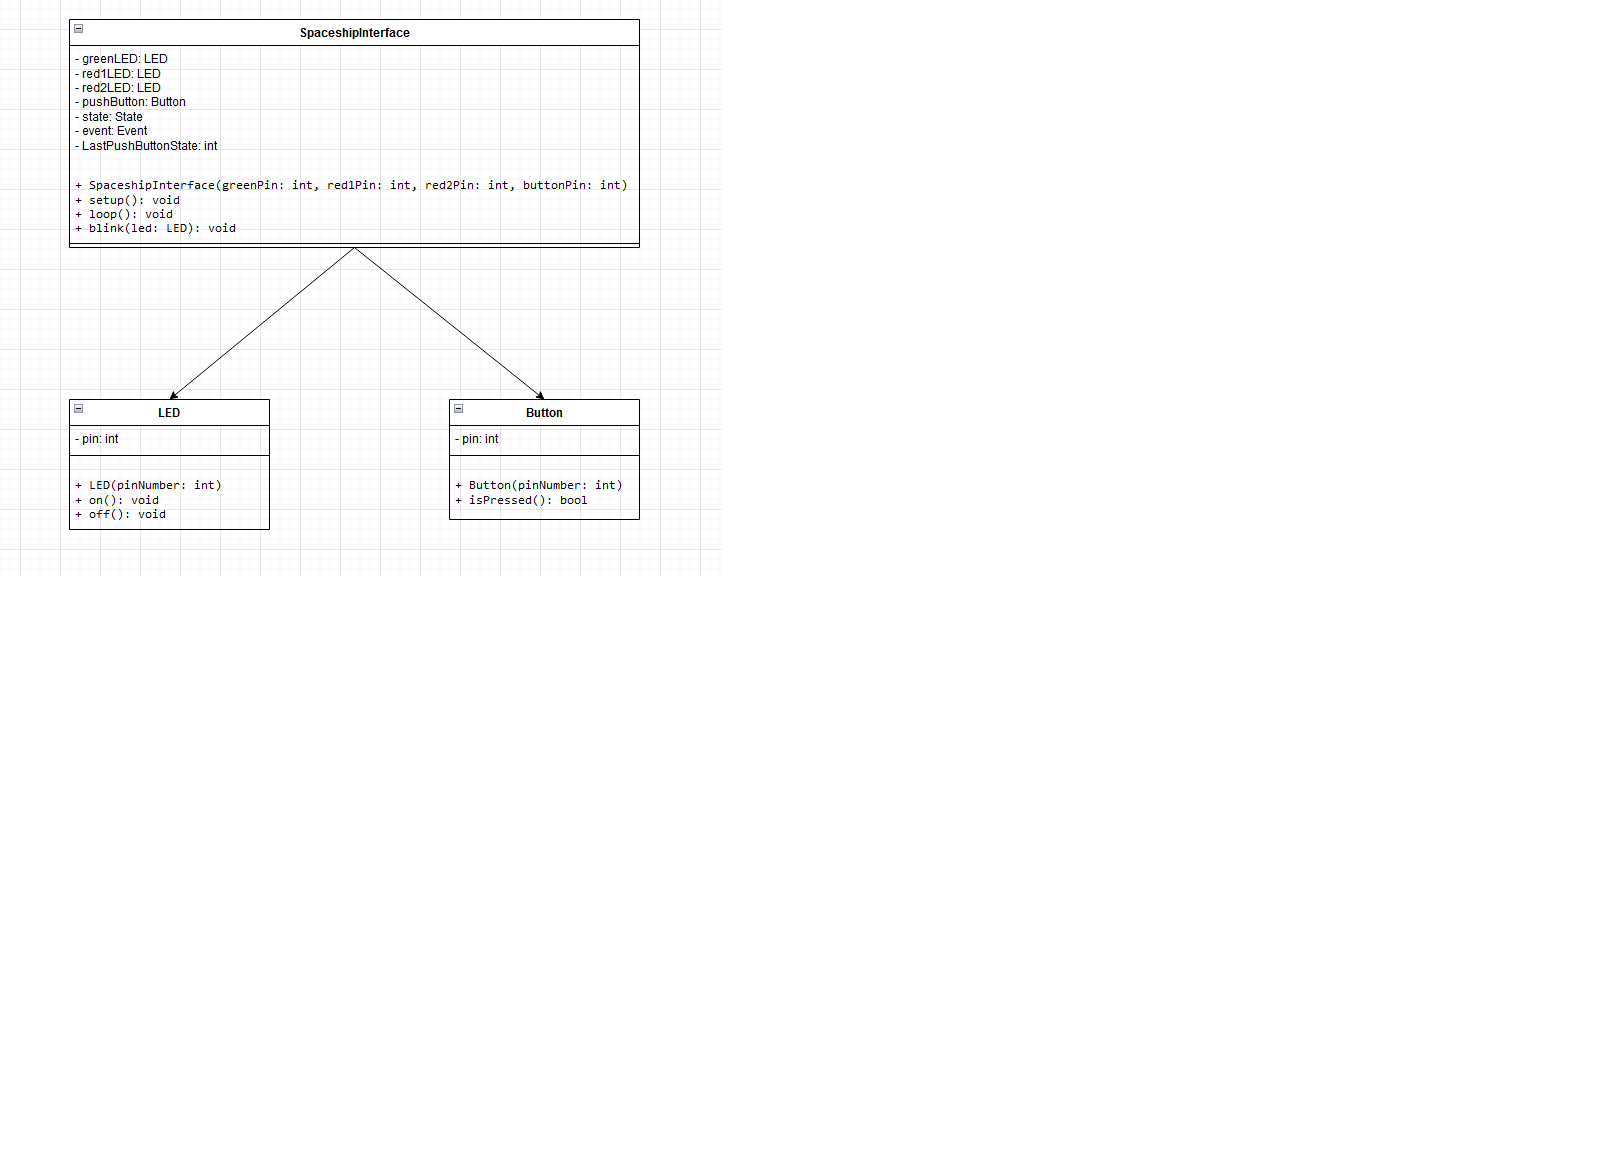 SpaceshipInterface
- greenLED: LED
- red1LED: LED
- red2LED: LED
- pushButton: Button
- state: State
- event: Event
- LastPushButtonState: int
+ SpaceshipInterface(greenPin: int, red1Pin: int, red2Pin: int, buttonPin: int)
+ setup(): void
+ loop(): void
+ blink(led: LED): void
LED
- pin: int
+ LED(pinNumber: int)
+ on(): void
+ off(): void
Button
- pin: int
+ Button(pinNumber: int)
+ isPressed(): bool